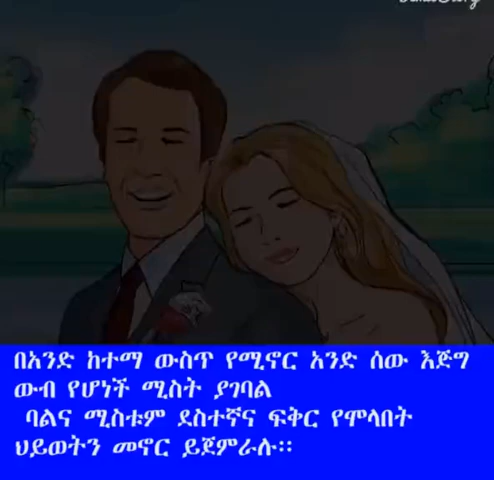 በአንድ ከተማ ውስጥ የሚኖር አንድ ሰው እጅግ
ውብ የሆነች ሚስት ያገባል
ባልና ሚስቱም ደስተኛና ፍቅር የሞላበት
ህይወትን መኖር ይጀምራሉ፡፡